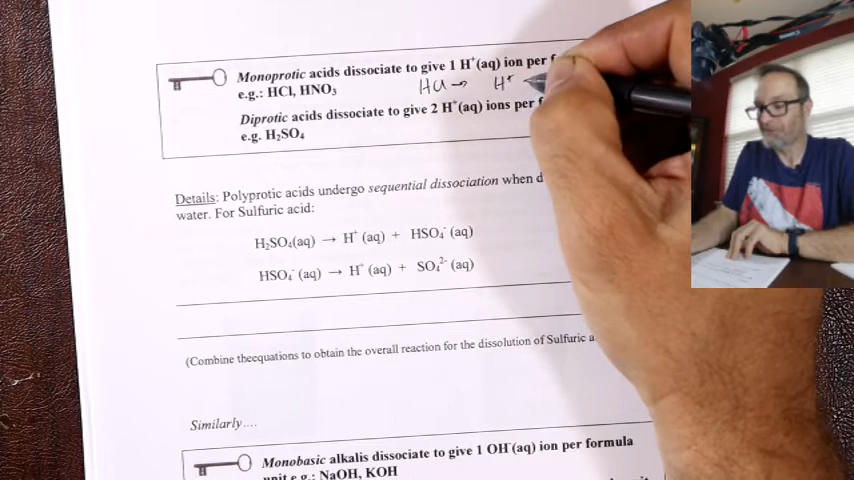 Monoprotic acids dissociate to give 1 H⁺(aq) ion per f
e.g.: HCl, HNO₃ HCl → H⁺
Diprotic acids dissociate to give 2 H⁺(aq) ions per f
e.g. H₂SO₄
Details: Polyprotic acids undergo sequential dissociation when d
water. For Sulfuric acid:
H₂SO₄(aq) → H⁺ (aq) + HSO₄⁻ (aq)
HSO₄⁻ (aq) → H⁺ (aq) + SO₄²⁻ (aq)
(Combine theequations to obtain the overall reaction for the dissolution of Sulfuric a
Similarly....
Monobasic alkalis dissociate to give 1 OH⁻(aq) ion per formula
unit e.g.: NaOH, KOH